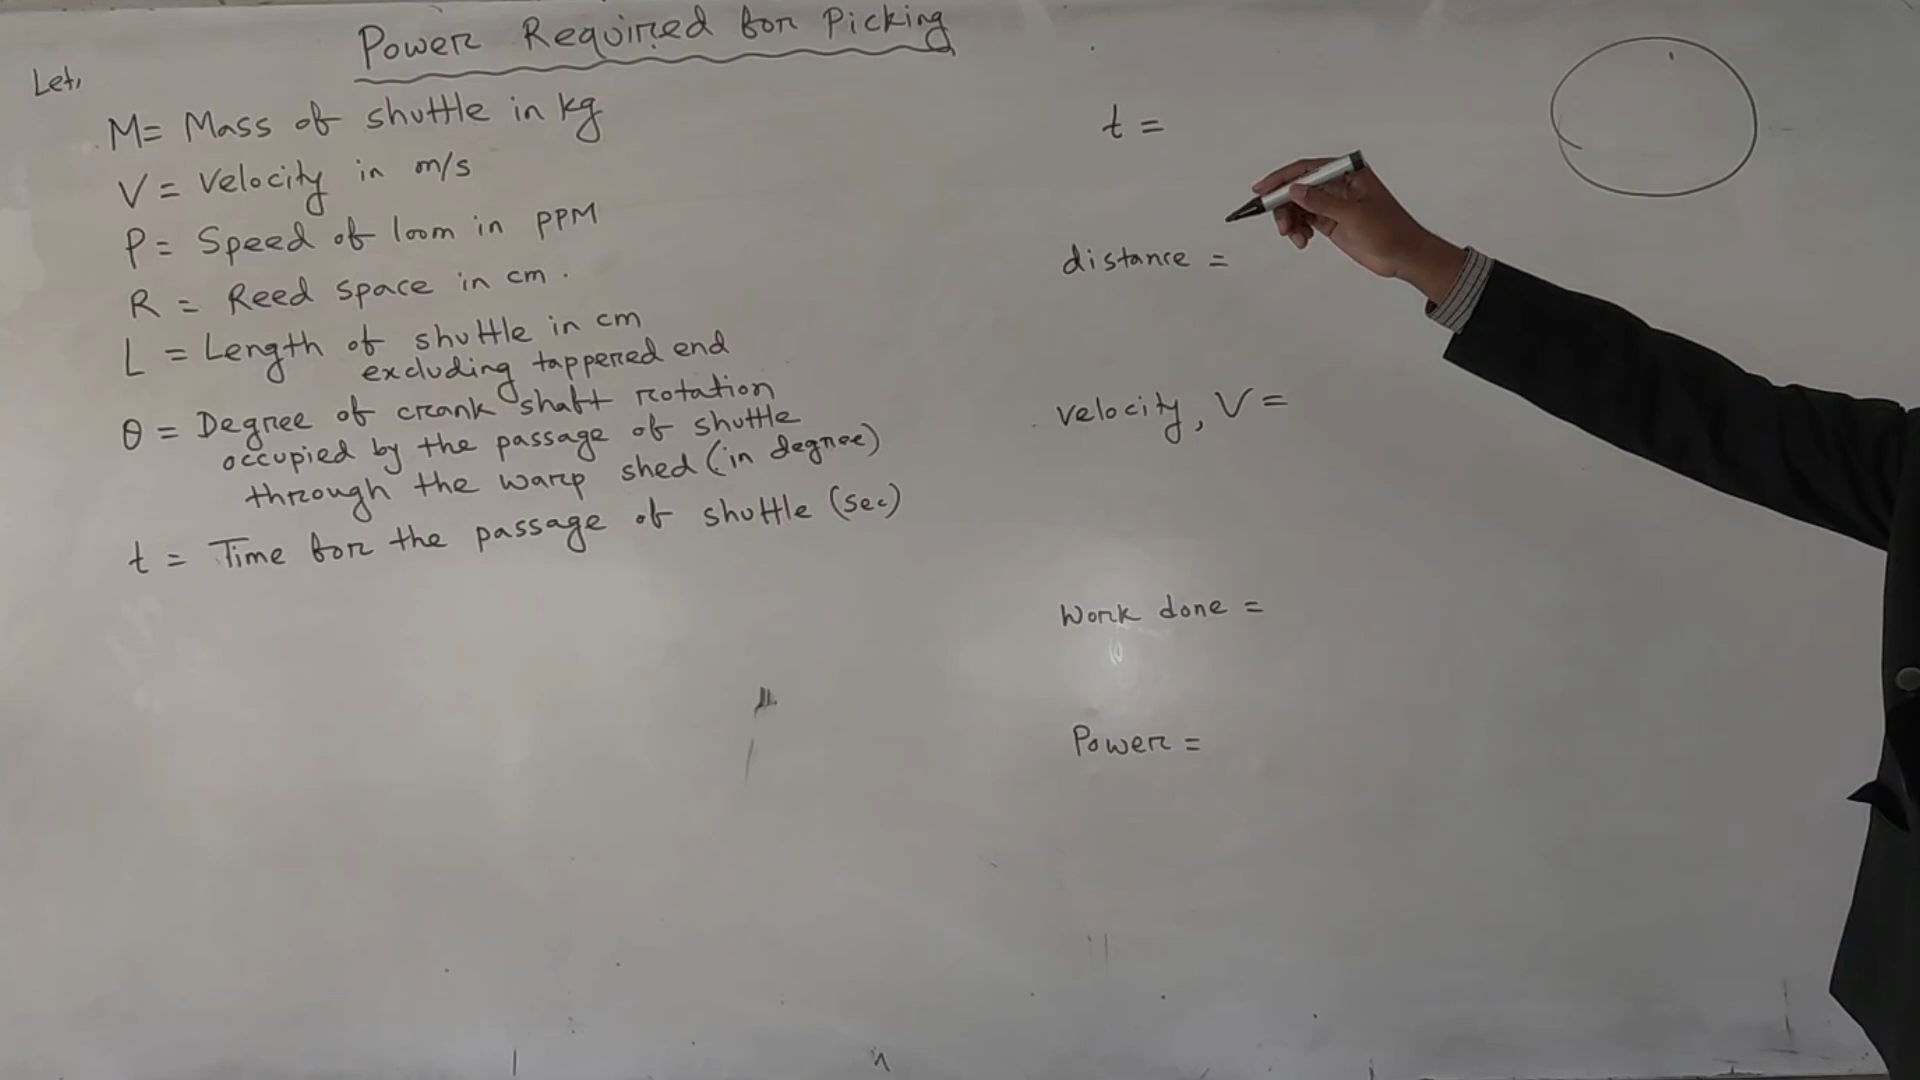 Power Required for Picking
Let,
M = Mass of shuttle in kg
V = Velocity in m/s
P = Speed of loom in PPM
R = Reed space in cm.
L = Length of shuttle in cm
excluding tappered end
θ = Degree of crank shaft rotation
occupied by the passage of shuttle
through the warp shed (in degree)
t = Time for the passage of shuttle (sec)
t =
distance =
velocity, V =
Work done =
Power =